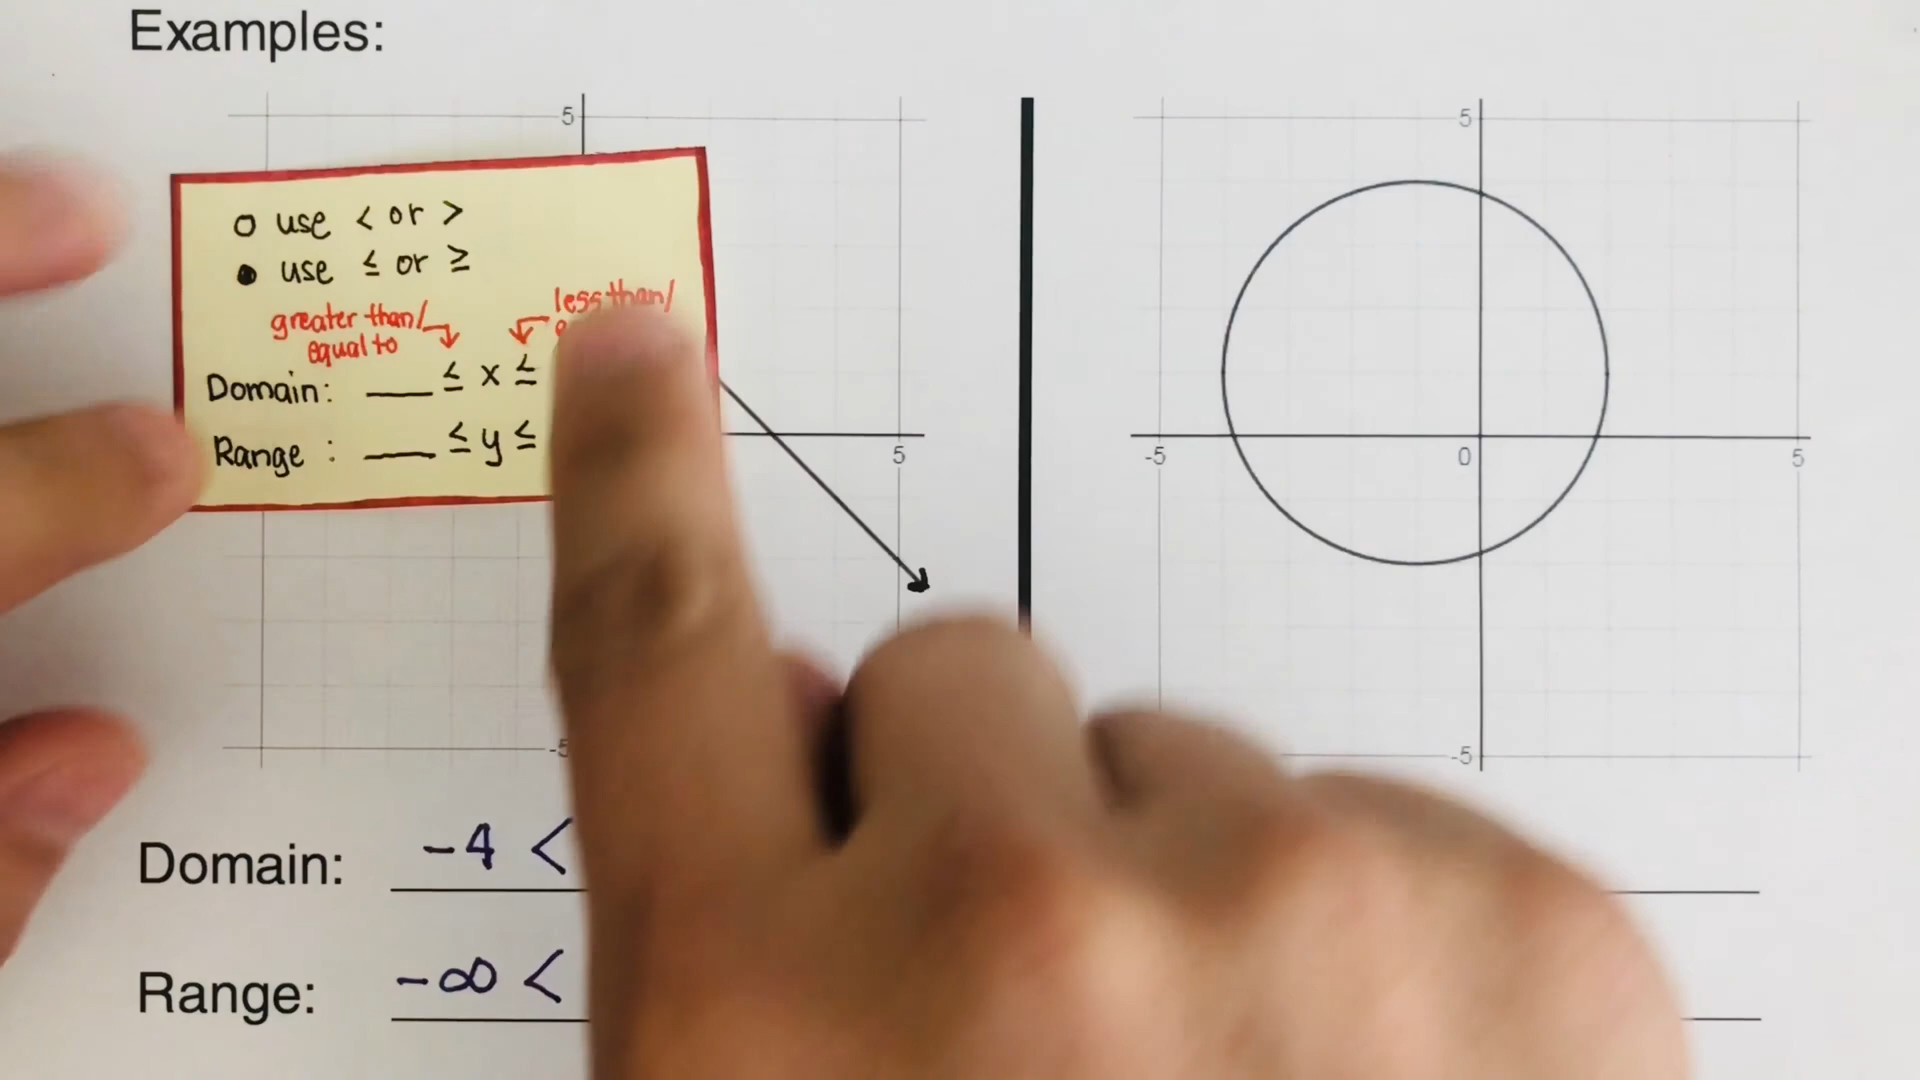 Examples:
5
○ use < or >
● use ≤ or ≥
less than/
greater than/
equal to
Domain: ___ ≤ x ≤
Range : ___ ≤ y ≤
5
-5
5
-5 0 5
-5
Domain: -4 <
Range: -∞ <